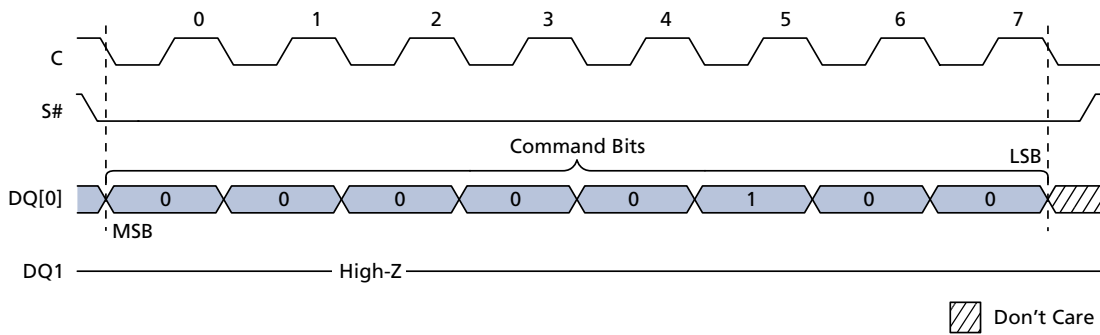 0 1 2 3 4 5 6 7
C
S#
Command Bits
LSB
DQ[0] 0 0 0 0 0 1 0 0
MSB
DQ1 High-Z
Don't Care